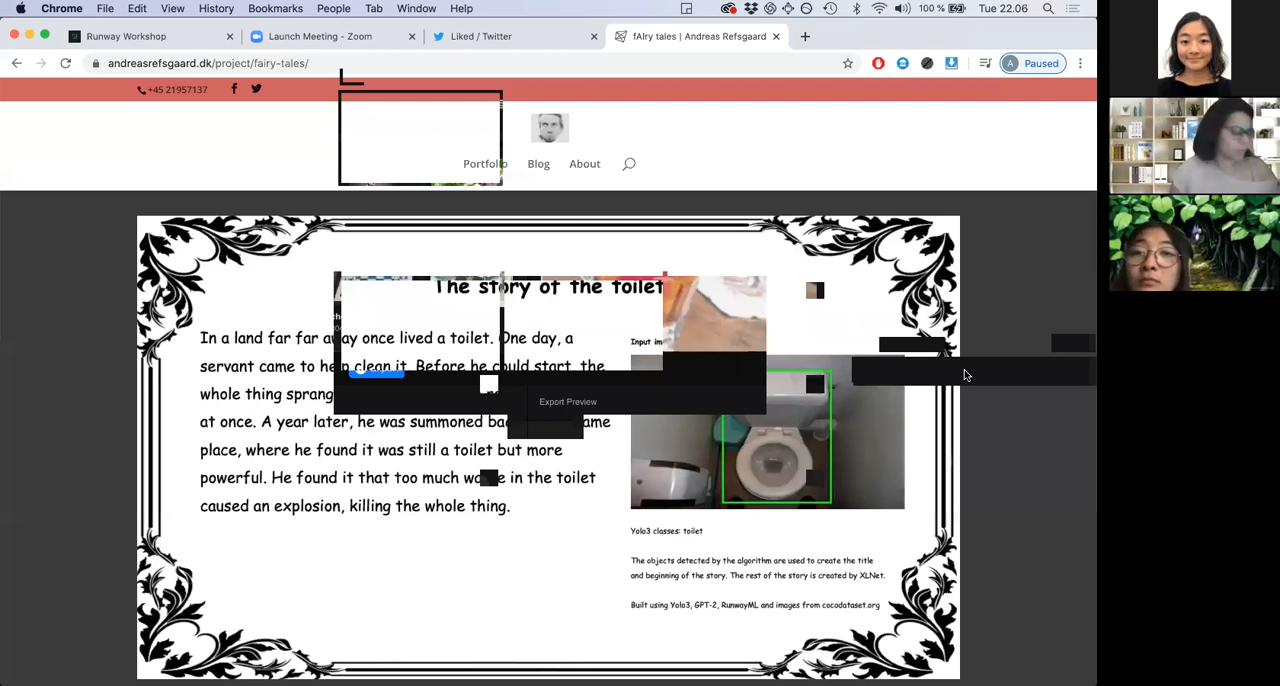 Chrome File Edit View History Bookmarks People Tab Window Help 100 % Tue 22.06
Runway Workshop Launch Meeting - Zoom Liked / Twitter fAIry tales | Andreas Refsgaard
andreasrefsgaard.dk/project/fairy-tales/ A Paused
+45 21957137
Portfolio Blog About
The story of the toilet
In a land far far away once lived a toilet. One day, a
servant came to help clean it. Before he could start, the
whole thing sprang
at once. A year later, he was summoned ame
place, where he found it was still a toilet but more
powerful. He found it that too much in the toilet
caused an explosion, killing the whole thing.
Input
Export Preview
Yolo3 classes: toilet
The objects detected by the algorithm are used to create the title
and beginning of the story. The rest of the story is created by XLNet.
Built using Yolo3, GPT-2, RunwayML and images from cocodataset.org